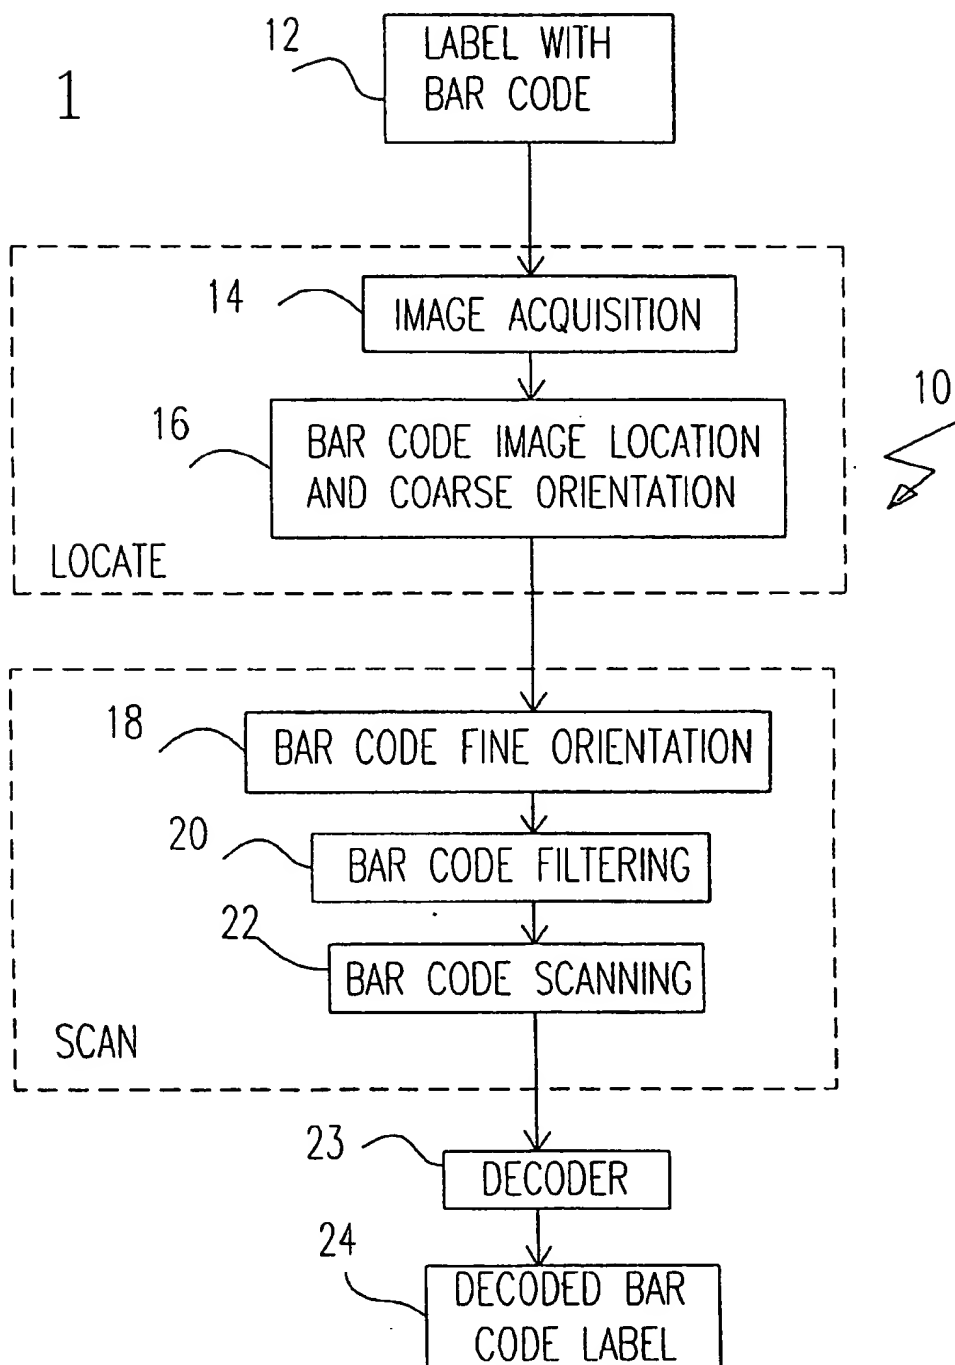 12
LABEL WITH
BAR CODE
1
14
IMAGE ACQUISITION
10
16
BAR CODE IMAGE LOCATION
AND COARSE ORIENTATION
LOCATE
18
BAR CODE FINE ORIENTATION
20
BAR CODE FILTERING
22
BAR CODE SCANNING
SCAN
23
DECODER
24
DECODED BAR
CODE LABEL